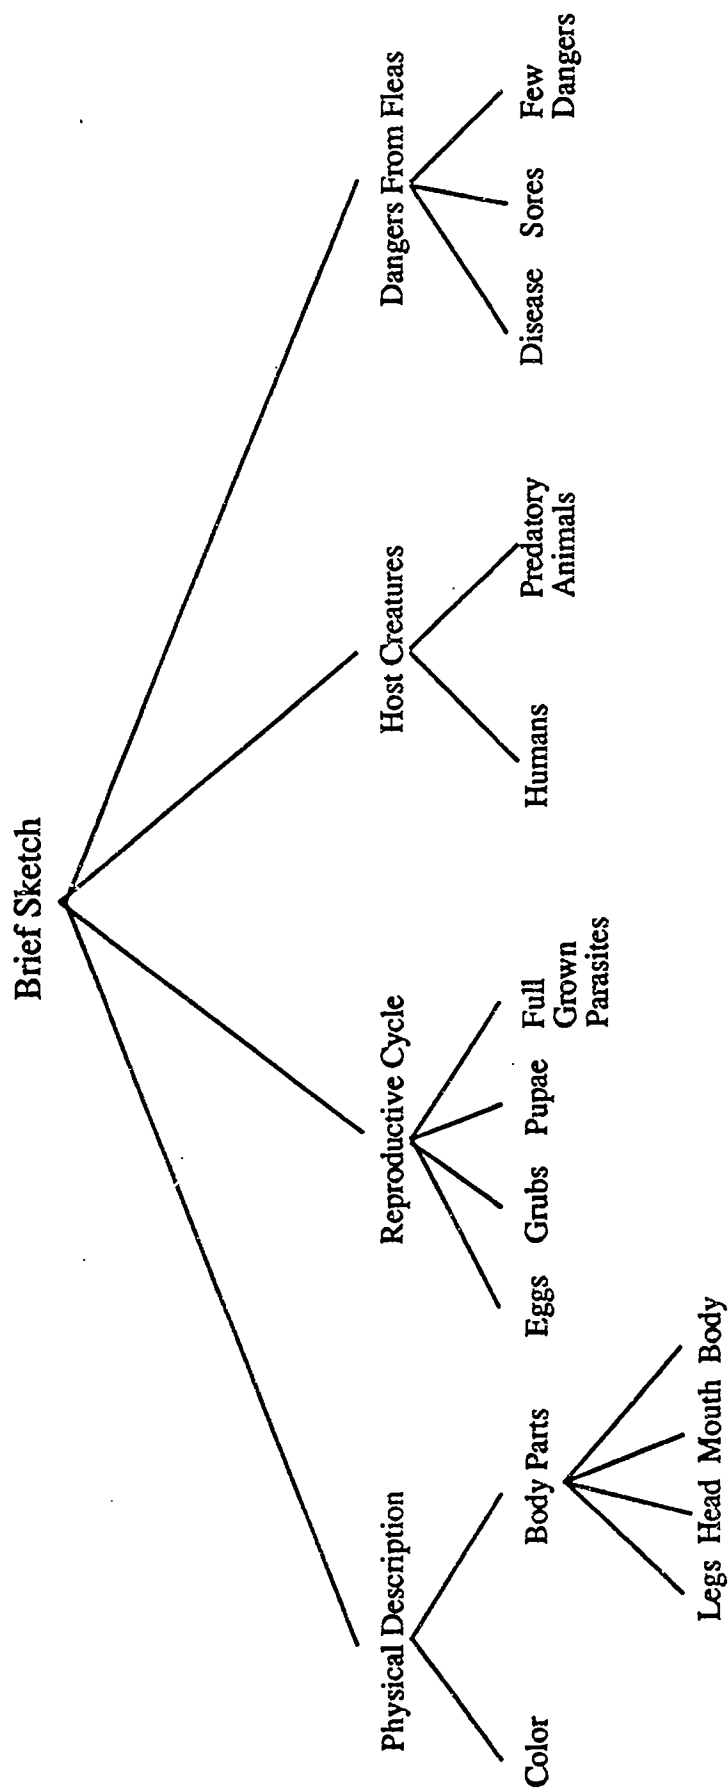 Brief Sketch
Physical Description
Reproductive Cycle
Host Creatures
Dangers From Fleas
Color
Body Parts
Eggs
Grubs
Pupae
Full
Grown
Parasites
Humans
Predatory
Animals
Disease
Sores
Few
Dangers
Legs
Head
Mouth
Body